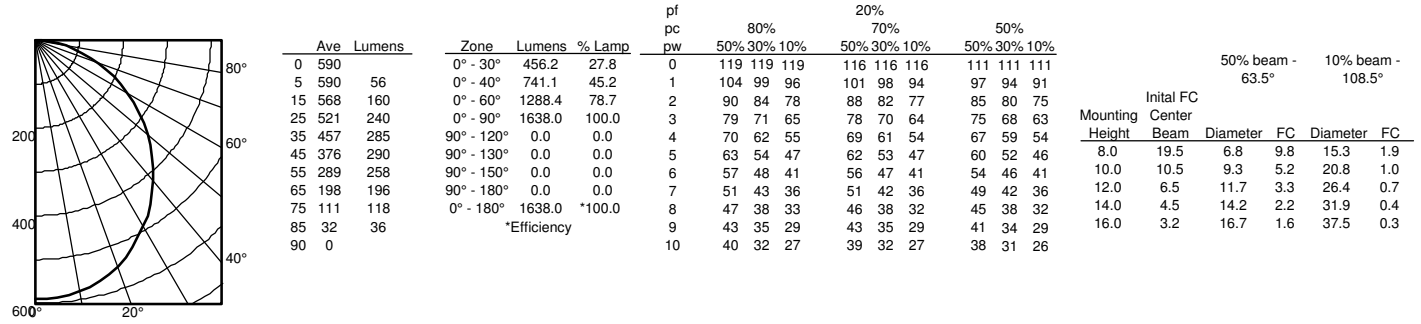 80°
60°
40°
200
400
600
0°
20°
Ave Lumens
0 590
5 590 56
15 568 160
25 521 240
35 457 285
45 376 290
55 289 258
65 198 196
75 111 118
85 32 36
90 0
Zone Lumens % Lamp
0° - 30° 456.2 27.8
0° - 40° 741.1 45.2
0° - 60° 1288.4 78.7
0° - 90° 1638.0 100.0
90° - 120° 0.0 0.0
90° - 130° 0.0 0.0
90° - 150° 0.0 0.0
90° - 180° 0.0 0.0
0° - 180° 1638.0 *100.0
*Efficiency
pf 20%
pc 80% 70% 50%
pw 50% 30% 10% 50% 30% 10% 50% 30% 10%
0 119 119 119 116 116 116 111 111 111
1 104 99 96 101 98 94 97 94 91
2 90 84 78 88 82 77 85 80 75
3 79 71 65 78 70 64 75 68 63
4 70 62 55 69 61 54 67 59 54
5 63 54 47 62 53 47 60 52 46
6 57 48 41 56 47 41 54 46 41
7 51 43 36 51 42 36 49 42 36
8 47 38 33 46 38 32 45 38 32
9 43 35 29 43 35 29 41 34 29
10 40 32 27 39 32 27 38 31 26
50% beam - 10% beam -
63.5° 108.5°
Inital FC
Mounting Center
Height Beam Diameter FC Diameter FC
8.0 19.5 6.8 9.8 15.3 1.9
10.0 10.5 9.3 5.2 20.8 1.0
12.0 6.5 11.7 3.3 26.4 0.7
14.0 4.5 14.2 2.2 31.9 0.4
16.0 3.2 16.7 1.6 37.5 0.3